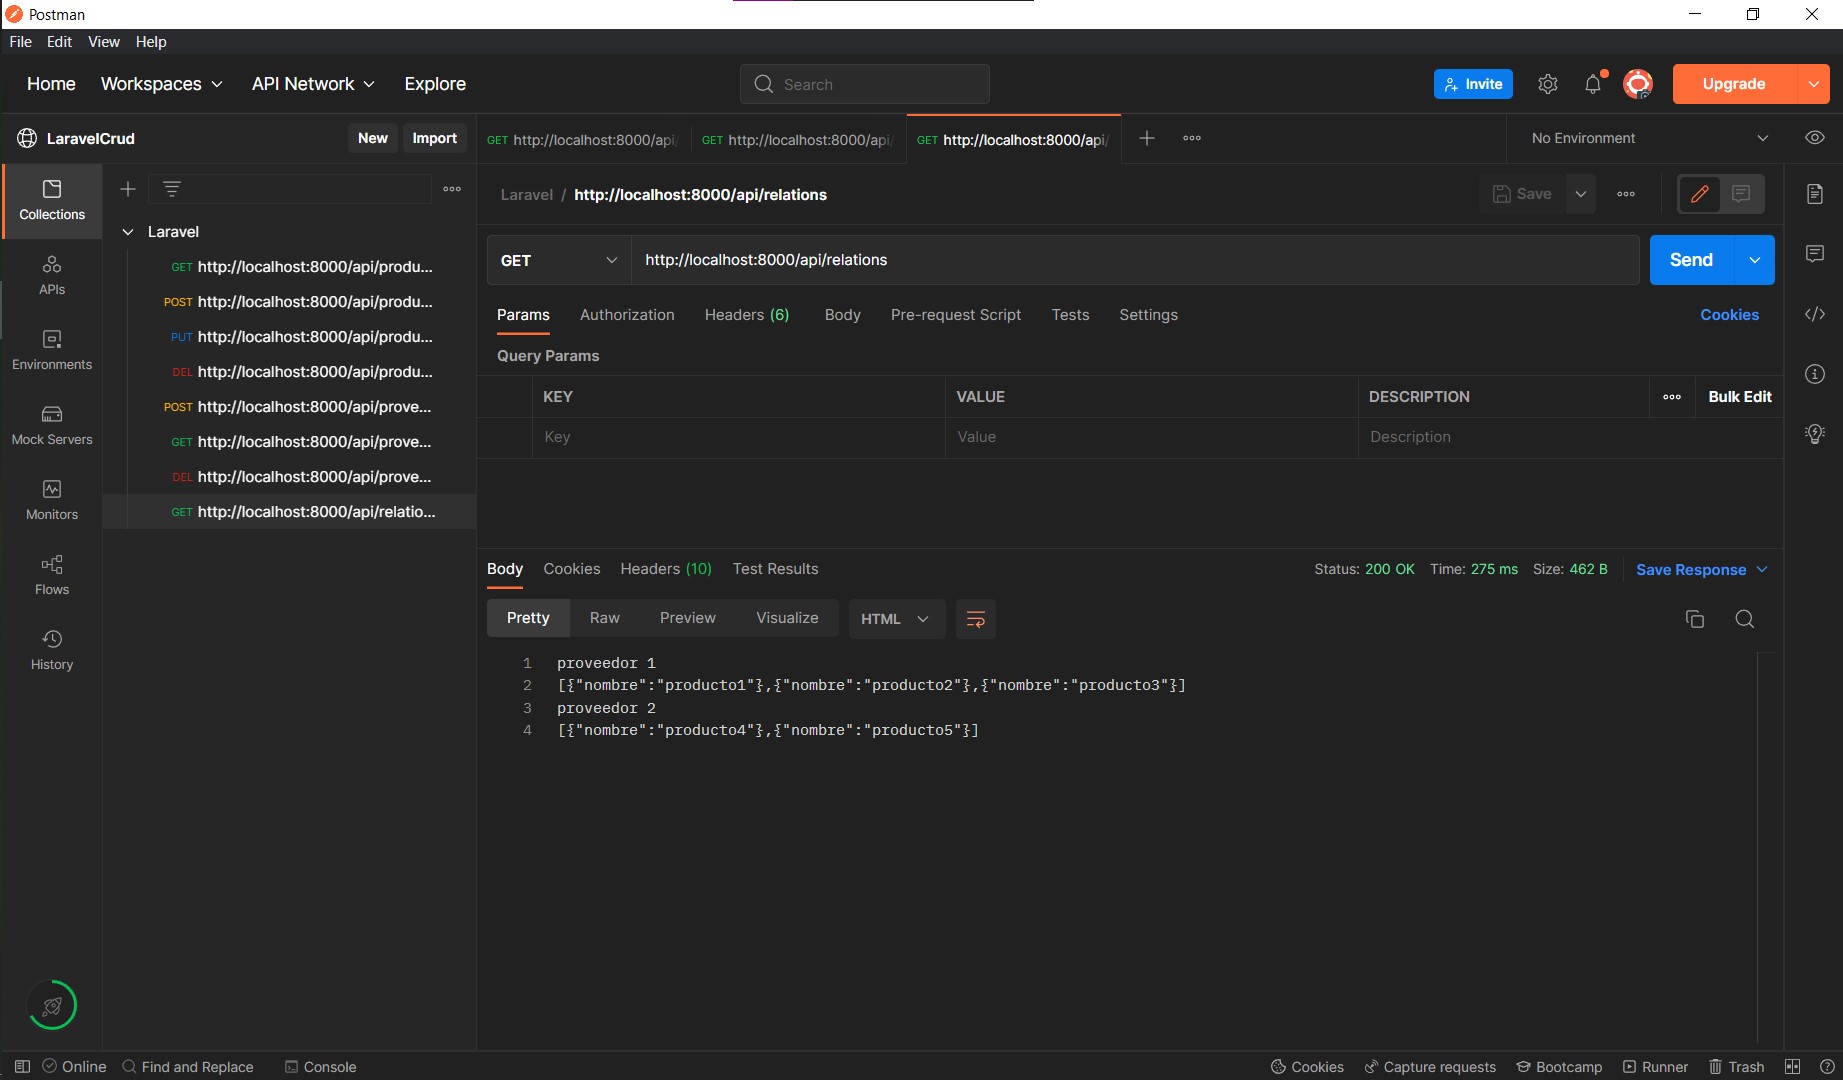 Postman
File Edit View Help
Home Workspaces API Network Explore Search Invite Upgrade
LaravelCrud New Import
GET http://localhost:8000/api/ GET http://localhost:8000/api/ GET http://localhost:8000/api/ No Environment
Collections
APIs
Environments
Mock Servers
Monitors
Flows
History
Laravel
GET http://localhost:8000/api/produ...
POST http://localhost:8000/api/produ...
PUT http://localhost:8000/api/produ...
DEL http://localhost:8000/api/produ...
POST http://localhost:8000/api/prove...
GET http://localhost:8000/api/prove...
DEL http://localhost:8000/api/prove...
GET http://localhost:8000/api/relatio...
Laravel / http://localhost:8000/api/relations Save
GET http://localhost:8000/api/relations Send
Params Authorization Headers (6) Body Pre-request Script Tests Settings Cookies
Query Params
KEY VALUE DESCRIPTION Bulk Edit
Key Value Description
Body Cookies Headers (10) Test Results Status: 200 OK Time: 275 ms Size: 462 B Save Response
Pretty Raw Preview Visualize HTML
1 proveedor 1
2 [{"nombre":"producto1"},{"nombre":"producto2"},{"nombre":"producto3"}]
3 proveedor 2
4 [{"nombre":"producto4"},{"nombre":"producto5"}]
Online Find and Replace Console Cookies Capture requests Bootcamp Runner Trash